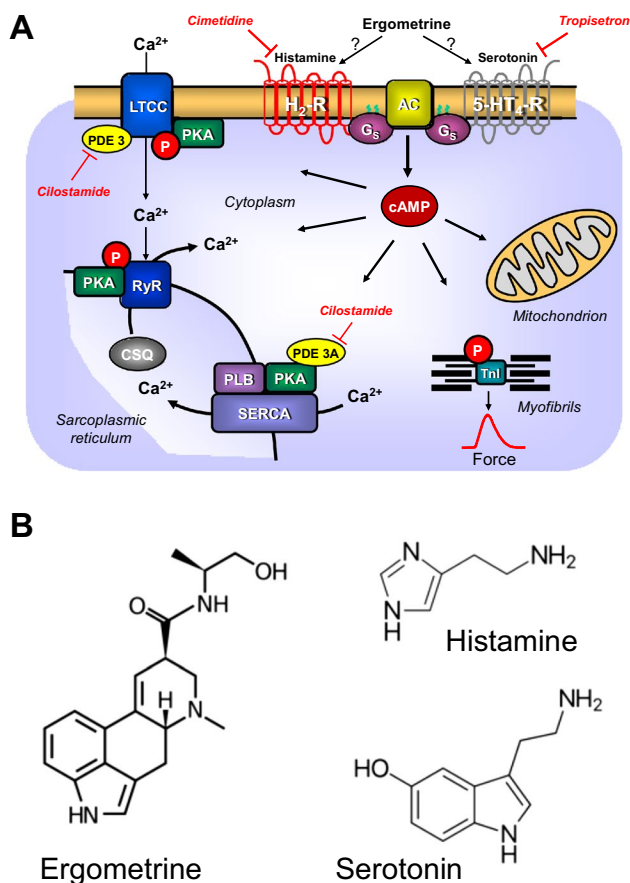 A
Cimetidine
Ergometrine
Tropisetron
Ca²⁺
?
?
Histamine
Serotonin
LTCC
H₂-R
AC
5-HT₄-R
PDE 3
P
PKA
Gₛ
Gₛ
Cilostamide
Cytoplasm
cAMP
Ca²⁺
Ca²⁺
P
PKA
RyR
Mitochondrion
Cilostamide
CSQ
PDE 3A
P
PLB
PKA
TnI
Ca²⁺
Ca²⁺
Myofibrils
SERCA
Sarcoplasmic
reticulum
Force
B
OH
O
NH
H
N
HN
Ergometrine
N
NH₂
N
H
Histamine
NH₂
HO
N
H
Serotonin